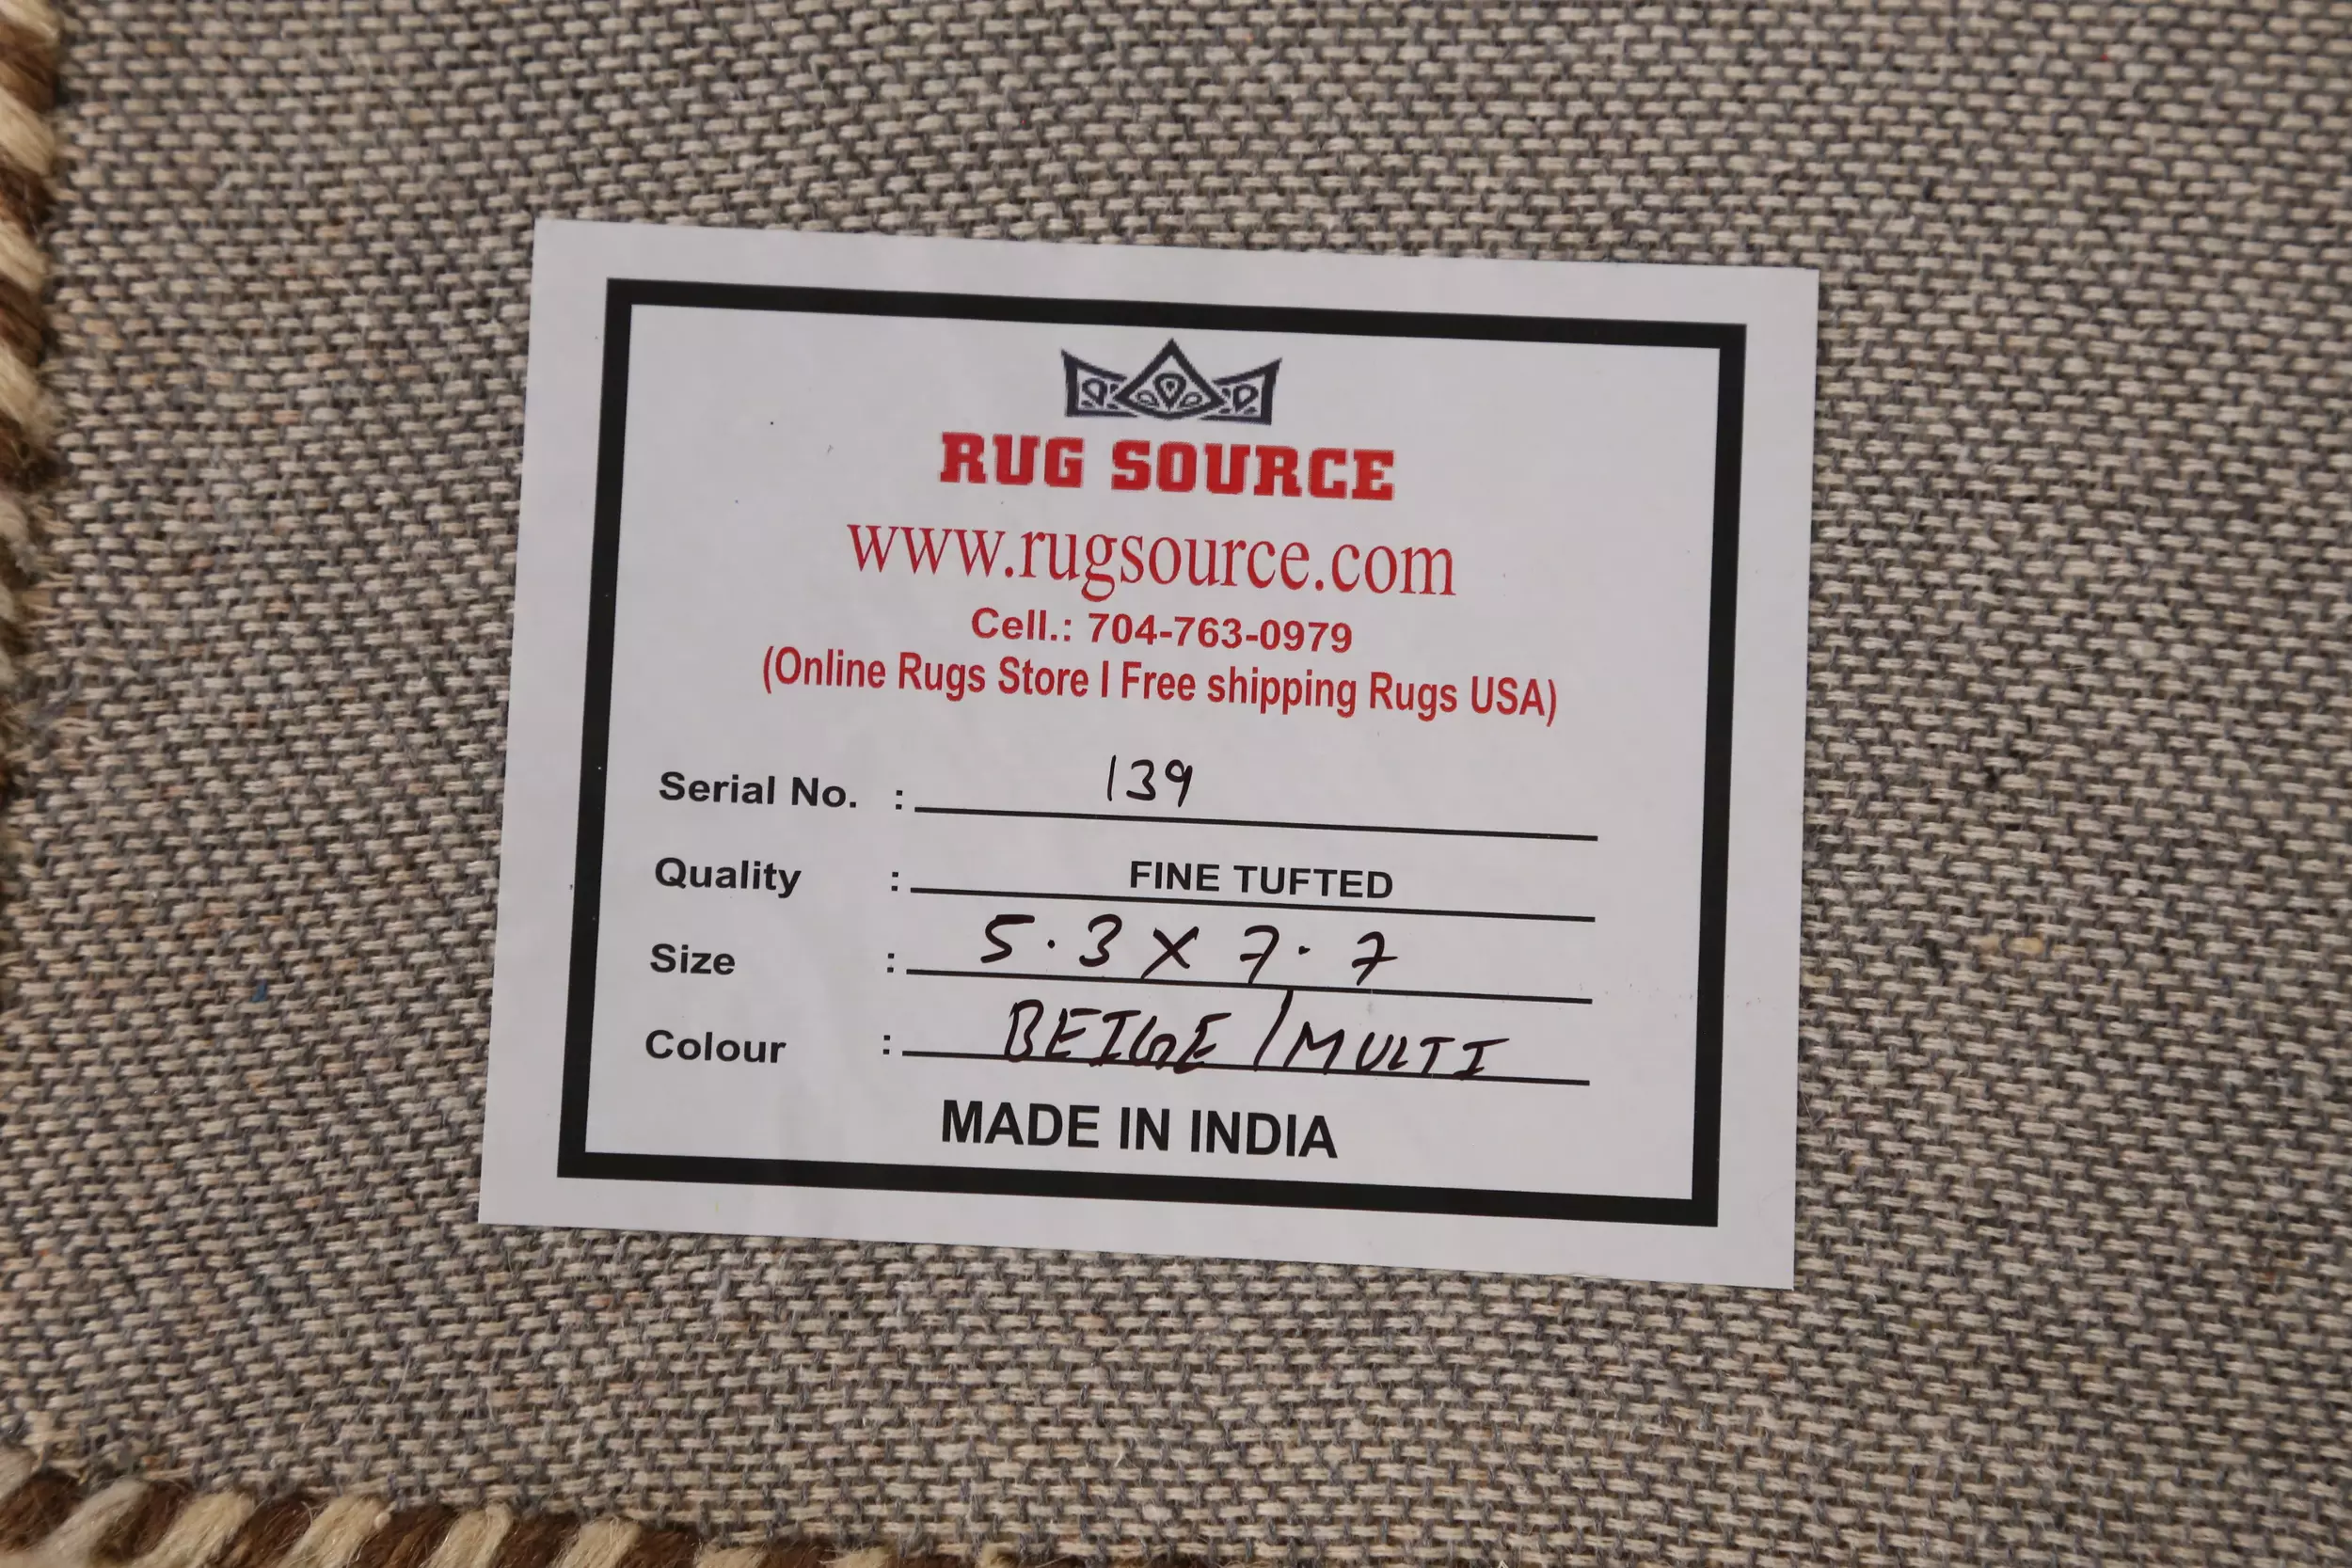 RUG SOURCE
www.rugsource.com
Cell.: 704-763-0979
(Online Rugs Store I Free shipping Rugs USA)
Serial No. : 139
Quality : FINE TUFTED
Size : 5.3 X 7.7
Colour : BEIGE/MULTI
MADE IN INDIA